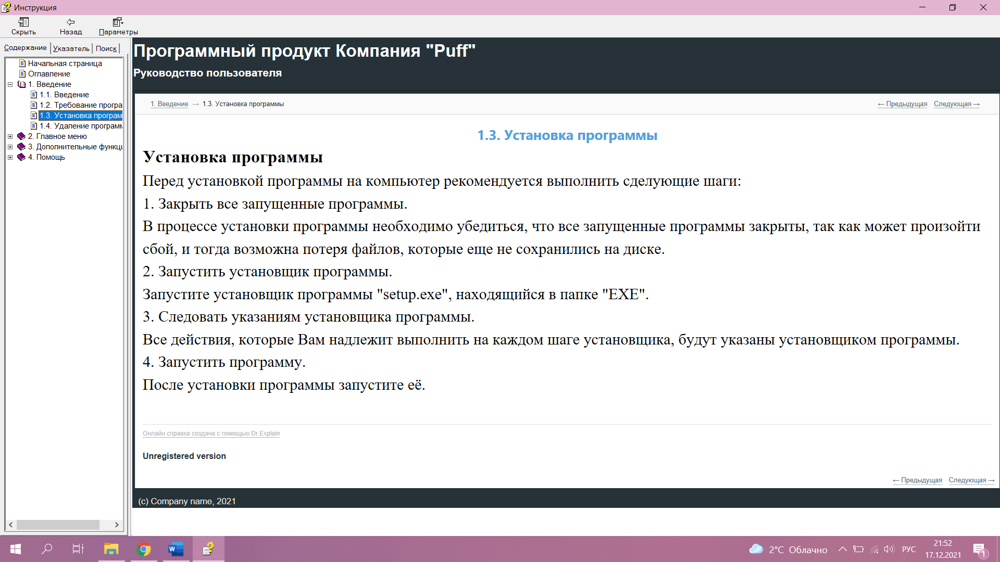 Инструкция
Скрыть
Назад
Параметры
Содержание
Указатель
Поиск
Начальная страница
Оглавление
1. Введение
1.1. Введение
1.2. Требование програ
1.3. Установка програм
1.4. Удаление програм
2. Главное меню
3. Дополнительные функци
4. Помощь
Программный продукт Компания "Puff"
Руководство пользователя
1. Введение → 1.3. Установка программы
← Предыдущая Следующая →
1.3. Установка программы
Установка программы
Перед установкой программы на компьютер рекомендуется выполнить сделующие шаги:
1. Закрыть все запущенные программы.
В процессе установки программы необходимо убедиться, что все запущенные программы закрыты, так как может произойти
сбой, и тогда возможна потеря файлов, которые еще не сохранились на диске.
2. Запустить установщик программы.
Запустите установщик программы "setup.exe", находящийся в папке "EXE".
3. Следовать указаниям установщика программы.
Все действия, которые Вам надлежит выполнить на каждом шаге установщика, будут указаны установщиком программы.
4. Запустить программу.
После установки программы запустите её.
Онлайн справка создана с помощью Dr.Explain
Unregistered version
← Предыдущая Следующая →
(c) Company name, 2021
2°C Облачно
РУС
21:52
17.12.2021
1